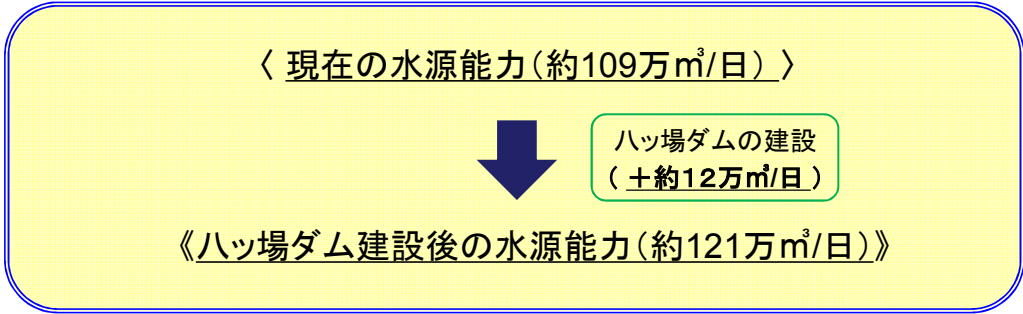 〈 現在の水源能力（約109万㎥/日） 〉
八ッ場ダムの建設
（ ＋約１２万㎥/日 ）
《八ッ場ダム建設後の水源能力（約121万㎥/日）》